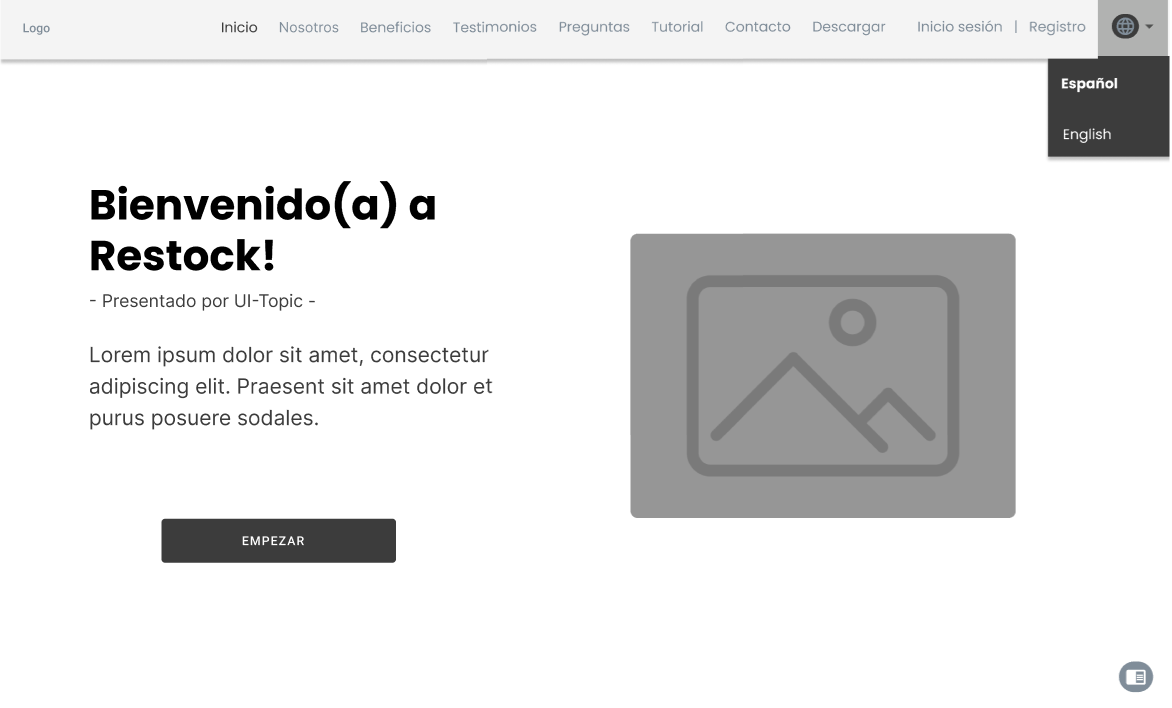 Logo
Inicio Nosotros Beneficios Testimonios Preguntas Tutorial Contacto Descargar Inicio sesión | Registro
Español
English
Bienvenido(a) a
Restock!
- Presentado por UI-Topic -
Lorem ipsum dolor sit amet, consectetur
adipiscing elit. Praesent sit amet dolor et
purus posuere sodales.
EMPEZAR